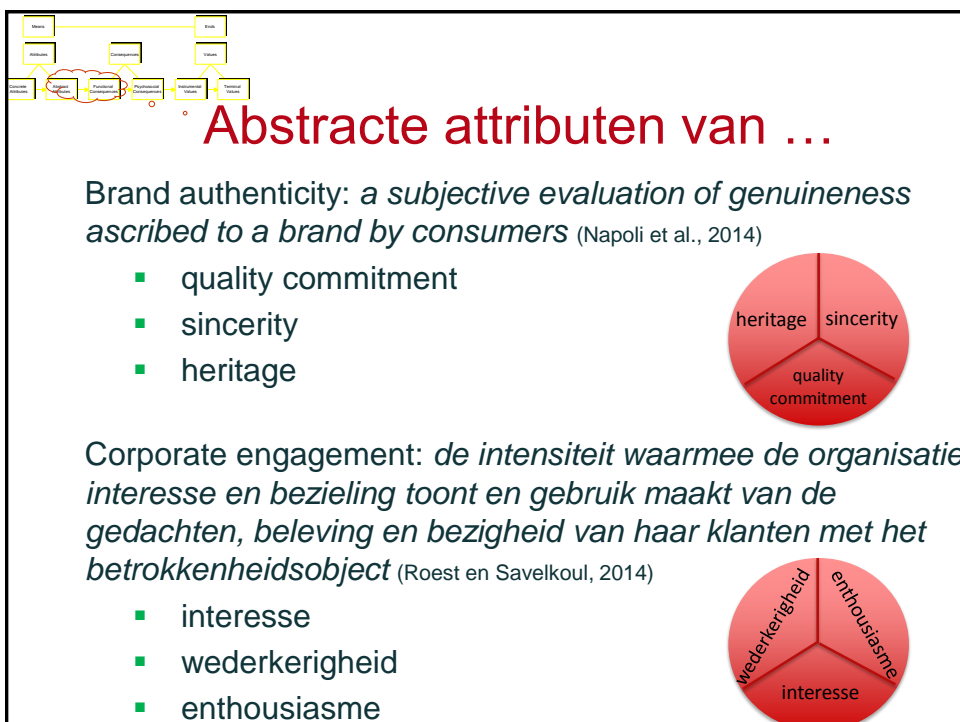 Means
Ends
Attributes
Consequences
Values
Concrete Attributes
Abstract Attributes
Functional Consequences
Psychosocial Consequences
Instrumental Values
Terminal Values
Abstracte attributen van …
Brand authenticity: a subjective evaluation of genuineness
ascribed to a brand by consumers (Napoli et al., 2014)
quality commitment
sincerity
heritage
heritage
sincerity
quality
commitment
Corporate engagement: de intensiteit waarmee de organisatie
interesse en bezieling toont en gebruik maakt van de
gedachten, beleving en bezigheid van haar klanten met het
betrokkenheidsobject (Roest en Savelkoul, 2014)
interesse
wederkerigheid
enthousiasme
wederkerigheid
enthousiasme
interesse